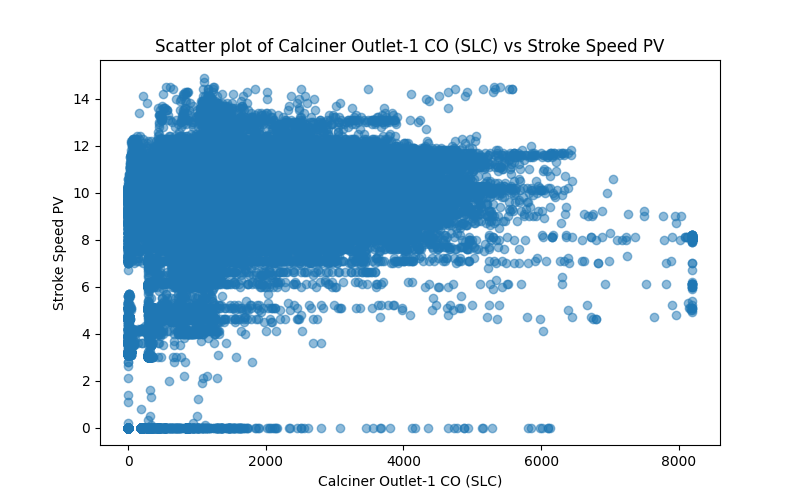 Scatter plot of Calciner Outlet-1 CO (SLC) vs Stroke Speed PV
14
12
10
8
6
4
2
0
Stroke Speed PV
0 2000 4000 6000 8000
Calciner Outlet-1 CO (SLC)